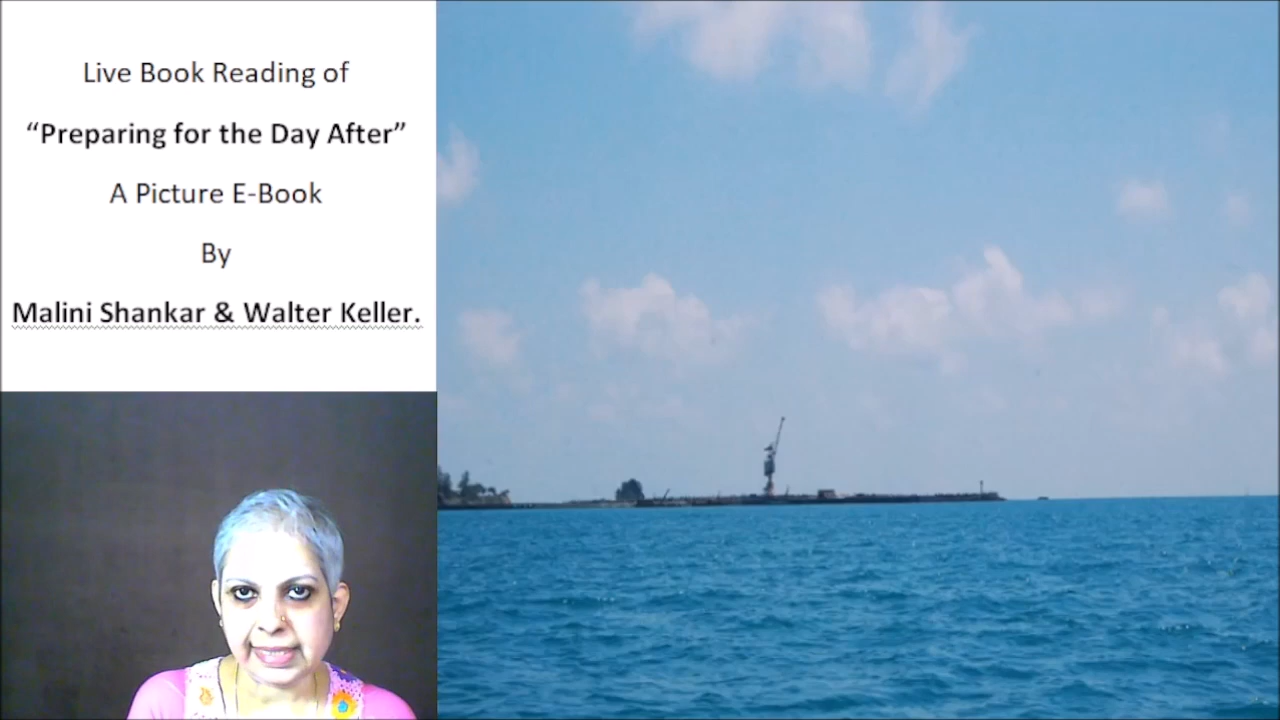 Live Book Reading of
“Preparing for the Day After”
A Picture E-Book
By
Malini Shankar & Walter Keller.